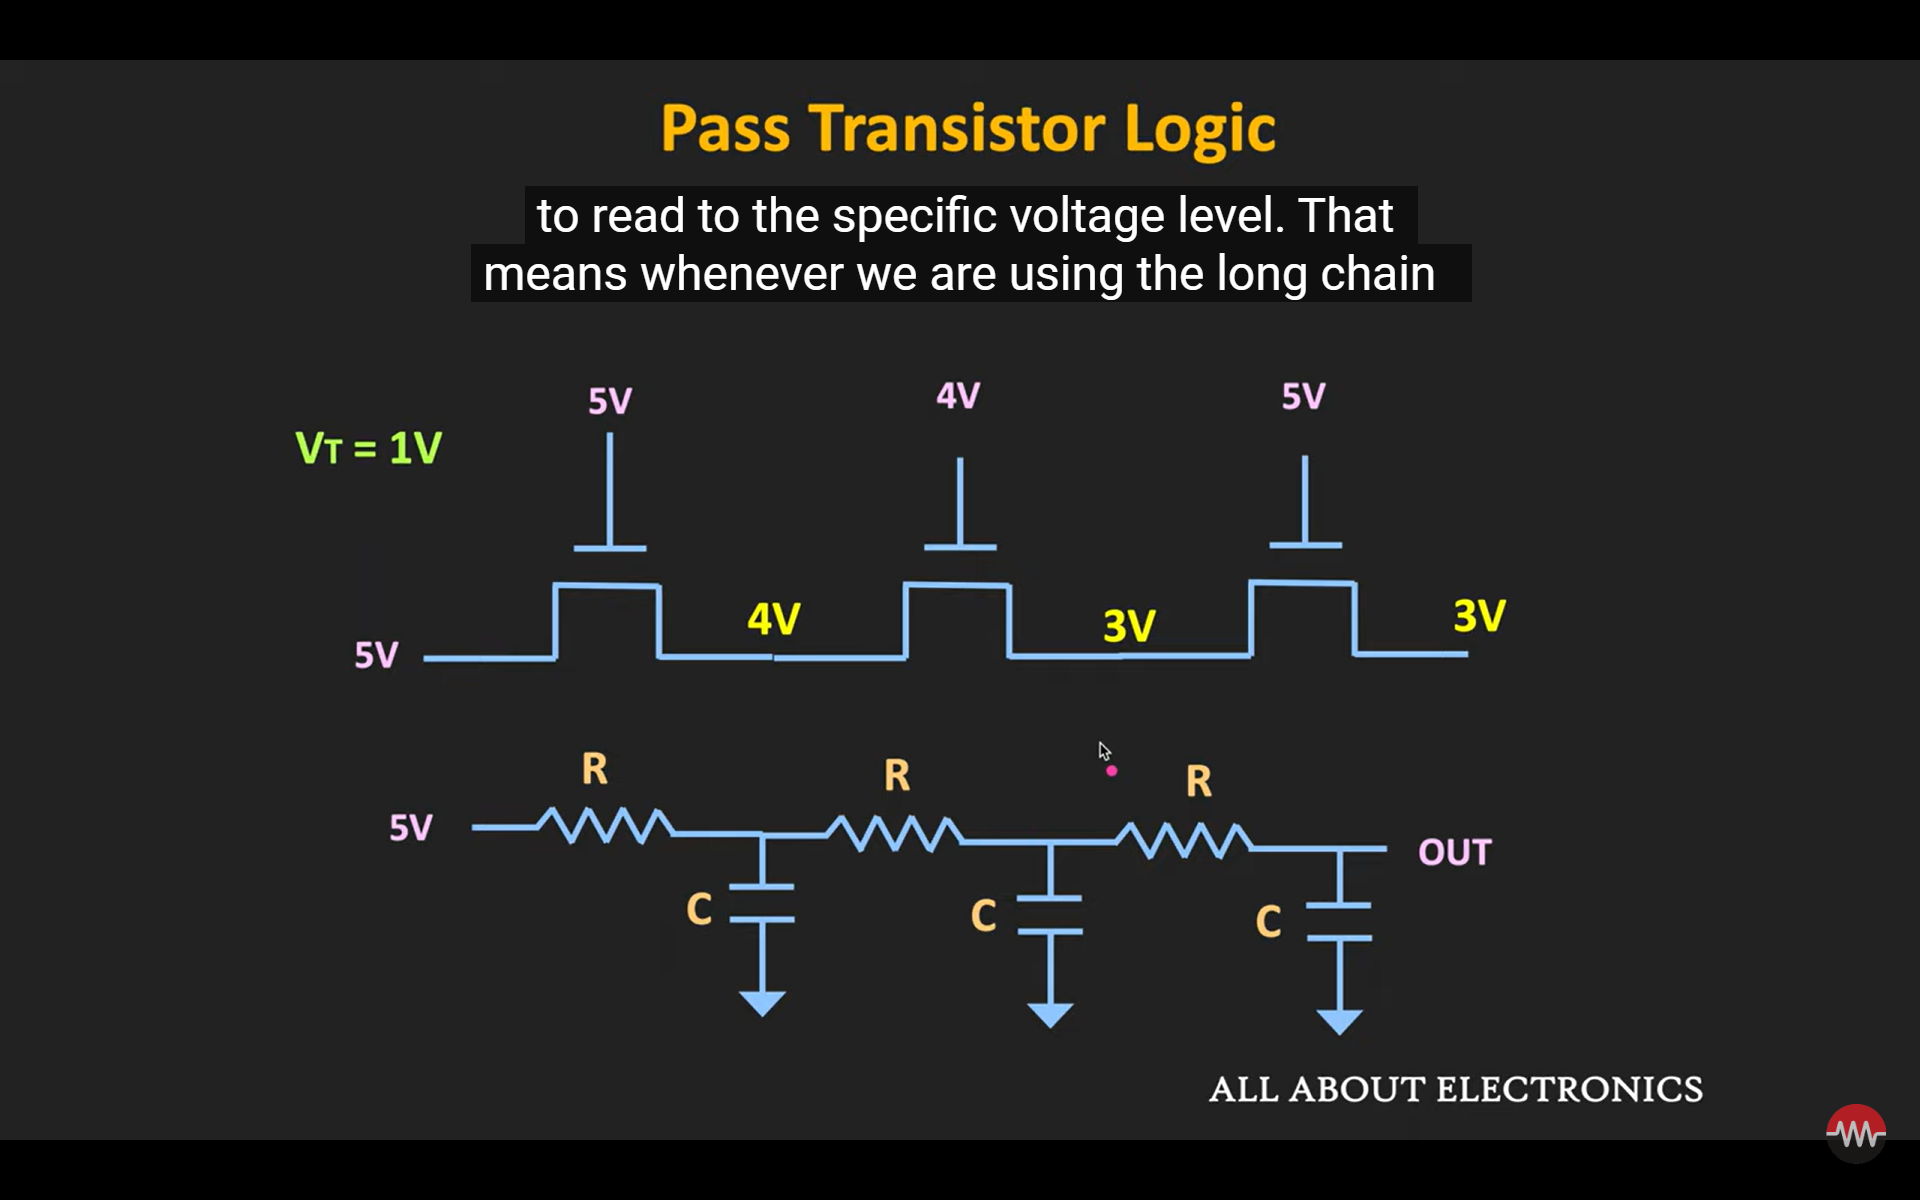 Pass Transistor Logic
to read to the specific voltage level. That
means whenever we are using the long chain
5V
4V
5V
VT = 1V
5V
4V
3V
3V
R
R
R
5V
OUT
C
C
C
ALL ABOUT ELECTRONICS